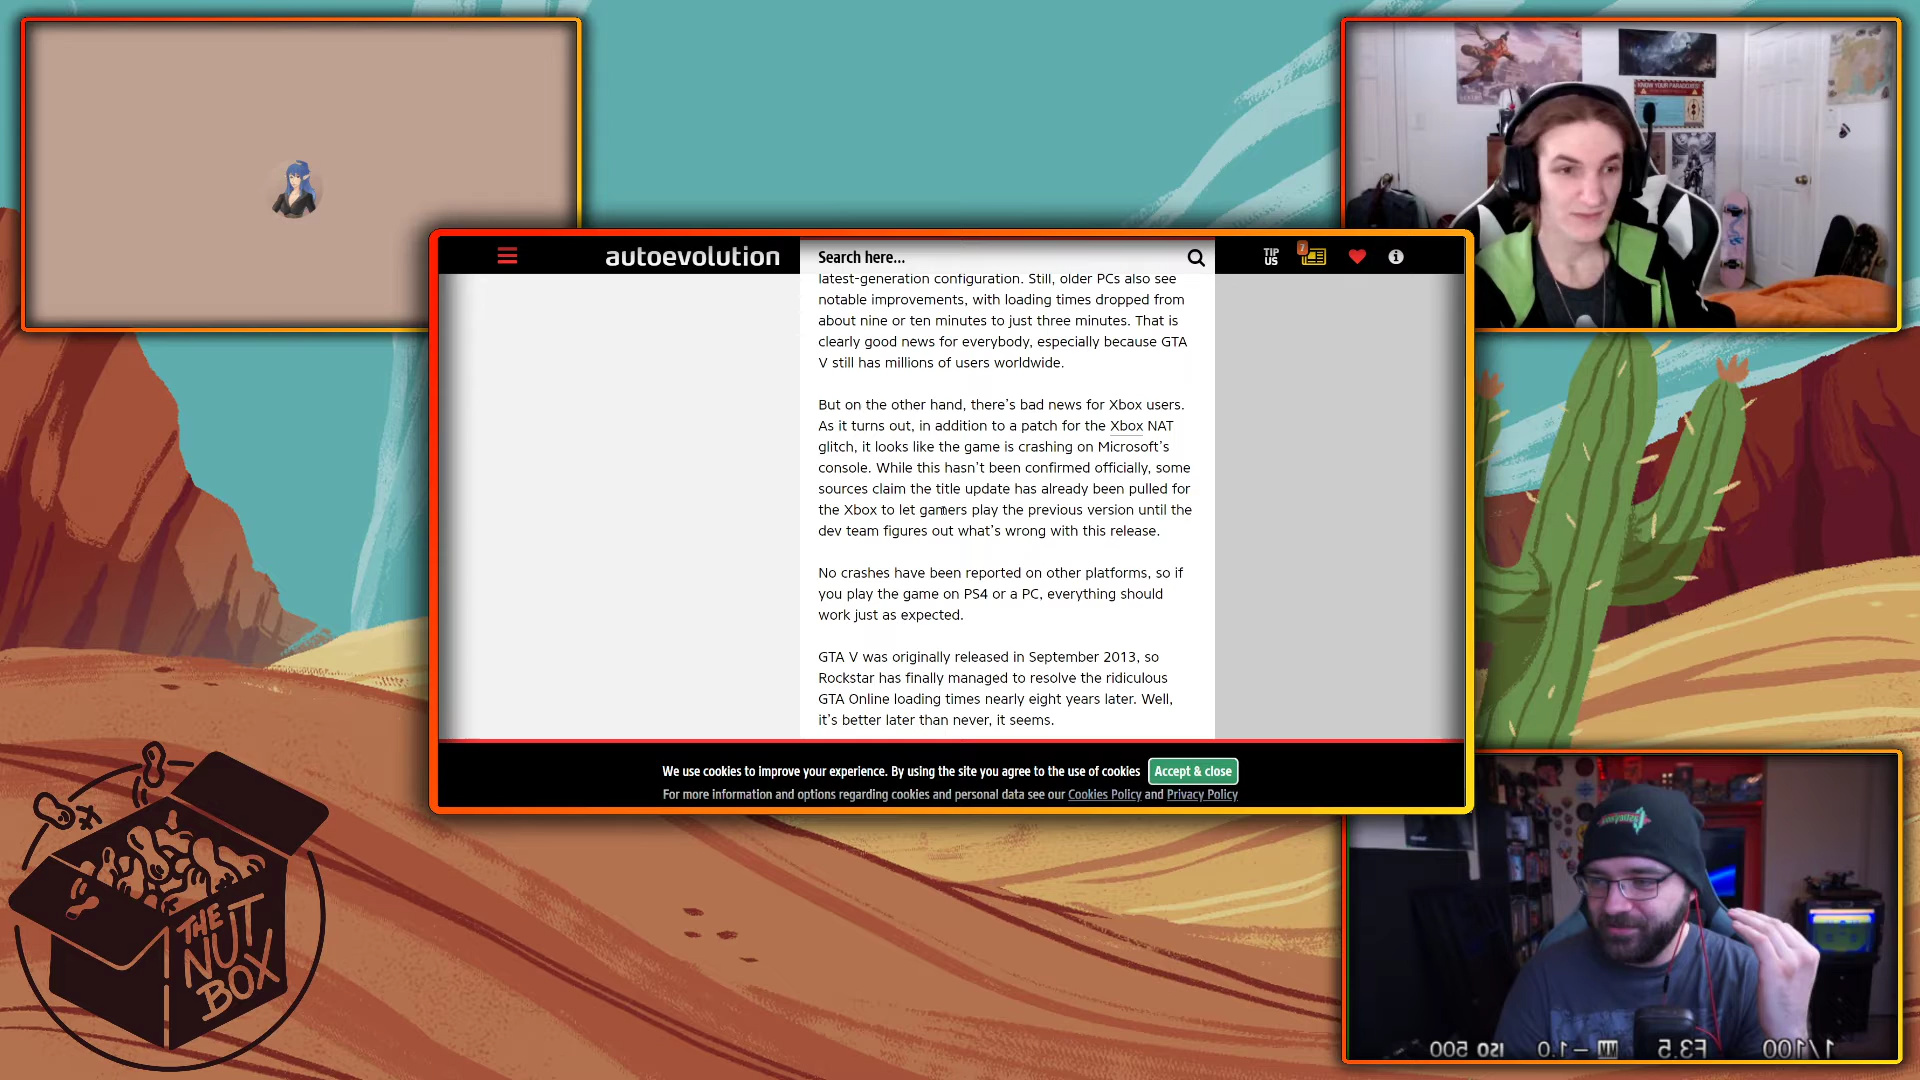 KNOW YOUR PARADOXES!
autoevolution
Search here...
TIP
US
latest-generation configuration. Still, older PCs also see
notable improvements, with loading times dropped from
about nine or ten minutes to just three minutes. That is
clearly good news for everybody, especially because GTA
V still has millions of users worldwide.
But on the other hand, there's bad news for Xbox users.
As it turns out, in addition to a patch for the Xbox NAT
glitch, it looks like the game is crashing on Microsoft's
console. While this hasn't been confirmed officially, some
sources claim the title update has already been pulled for
the Xbox to let gamers play the previous version until the
dev team figures out what's wrong with this release.
No crashes have been reported on other platforms, so if
you play the game on PS4 or a PC, everything should
work just as expected.
GTA V was originally released in September 2013, so
Rockstar has finally managed to resolve the ridiculous
GTA Online loading times nearly eight years later. Well,
it's better later than never, it seems.
We use cookies to improve your experience. By using the site you agree to the use of cookies
Accept & close
For more information and options regarding cookies and personal data see our Cookies Policy and Privacy Policy
THE
NUT
BOX
1/100 F3.5 -1.0 ISO 500